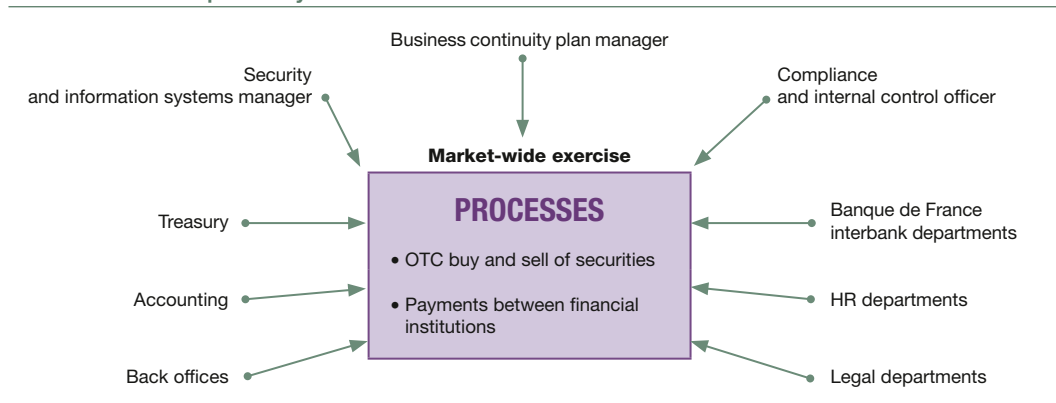 Business continuity plan manager
Security
and information systems manager
Compliance
and internal control officer
Market-wide exercise
PROCESSES
Treasury
Banque de France
interbank departments
• OTC buy and sell of securities
Accounting
• Payments between financial
institutions
HR departments
Back offices
Legal departments